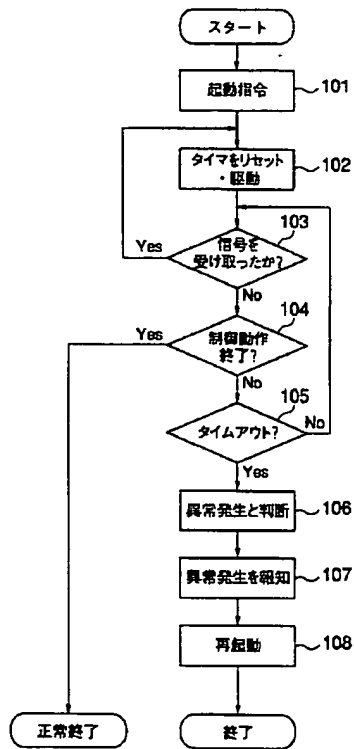 スタート
起動指令
101
タイマをリセット
・駆動
102
信号を
受け取ったか?
103
Yes
No
制御動作
終了?
104
Yes
No
タイムアウト?
105
No
Yes
異常発生と判断
106
異常発生を報知
107
再起動
108
正常終了
終了